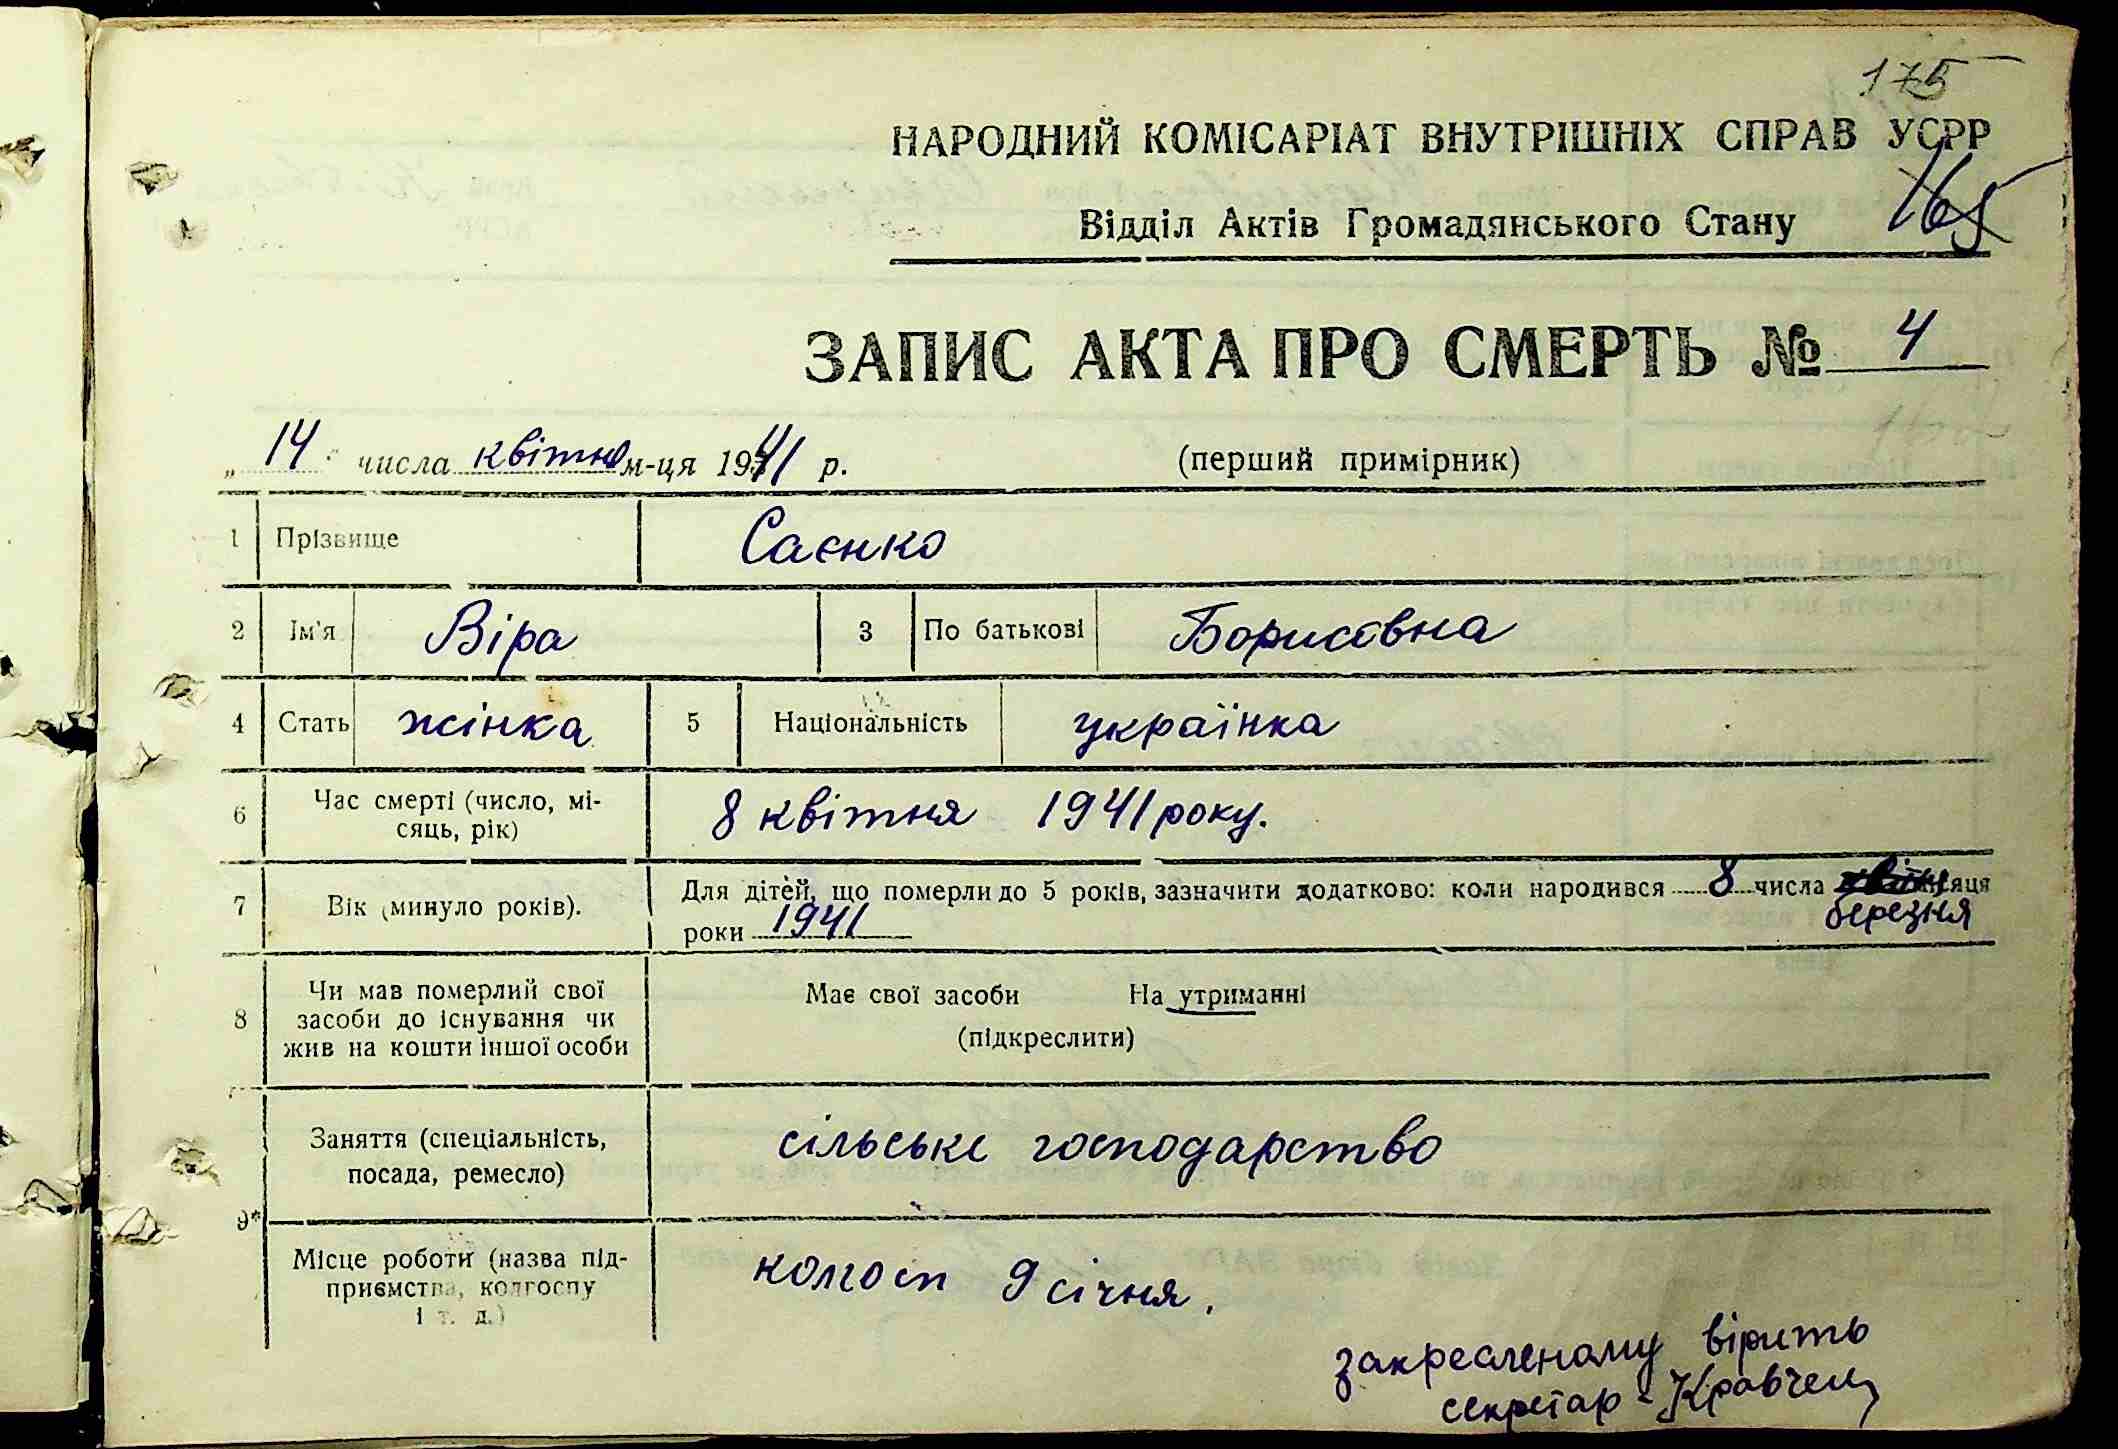 175
НАРОДНИЙ КОМІСАРІАТ ВНУТРІШНІХ СПРАВ УСРР
165
Відділ Актів Громадянського Стану
ЗАПИС АКТА ПРО СМЕРТЬ № 4
„14“ числа квітня м-ця 1941 р. (перший примірник)
1 Прізвище Саєнко
2 Ім'я Віра 3 По батькові Борисовна
4 Стать жінка 5 Національність українка
6 Час смерті (число, мі-
сяць, рік) 8 квітня 1941 року.
7 Вік (минуло років). Для дітей, що померли до 5 років, зазначити додатково: коли народився 8 числа місяця
березня
роки 1941
8 Чи мав померлий свої
засоби до існування чи
жив на кошти іншої особи
Має свої засоби На утриманні
(підкреслити)
Заняття (спеціальність,
посада, ремесло) сільське господарство
9*
Місце роботи (назва під-
приємства, колгоспу
і т. д.) колгосп 9 січня.
закресленому вірить
секретар - Кравчен